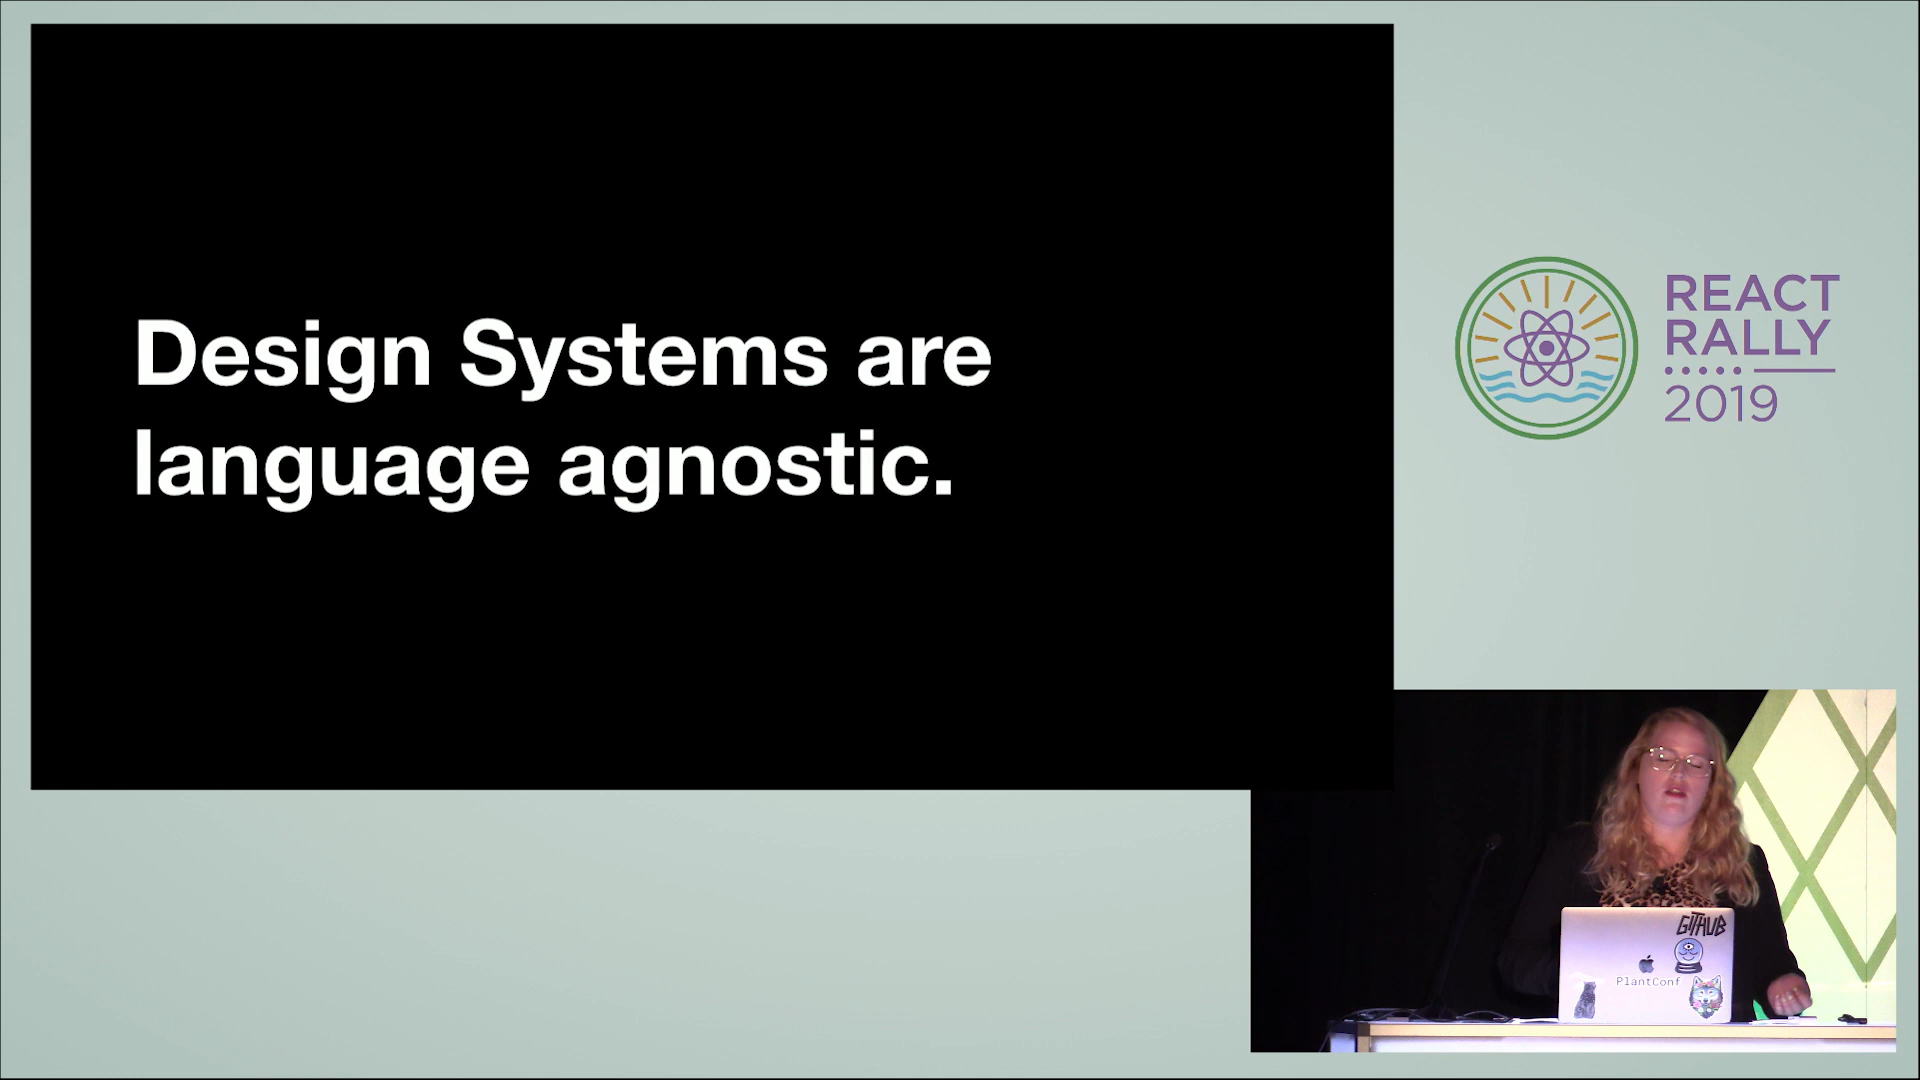 Design Systems are
language agnostic.
REACT
RALLY
2019
GITHUB
PlantConf